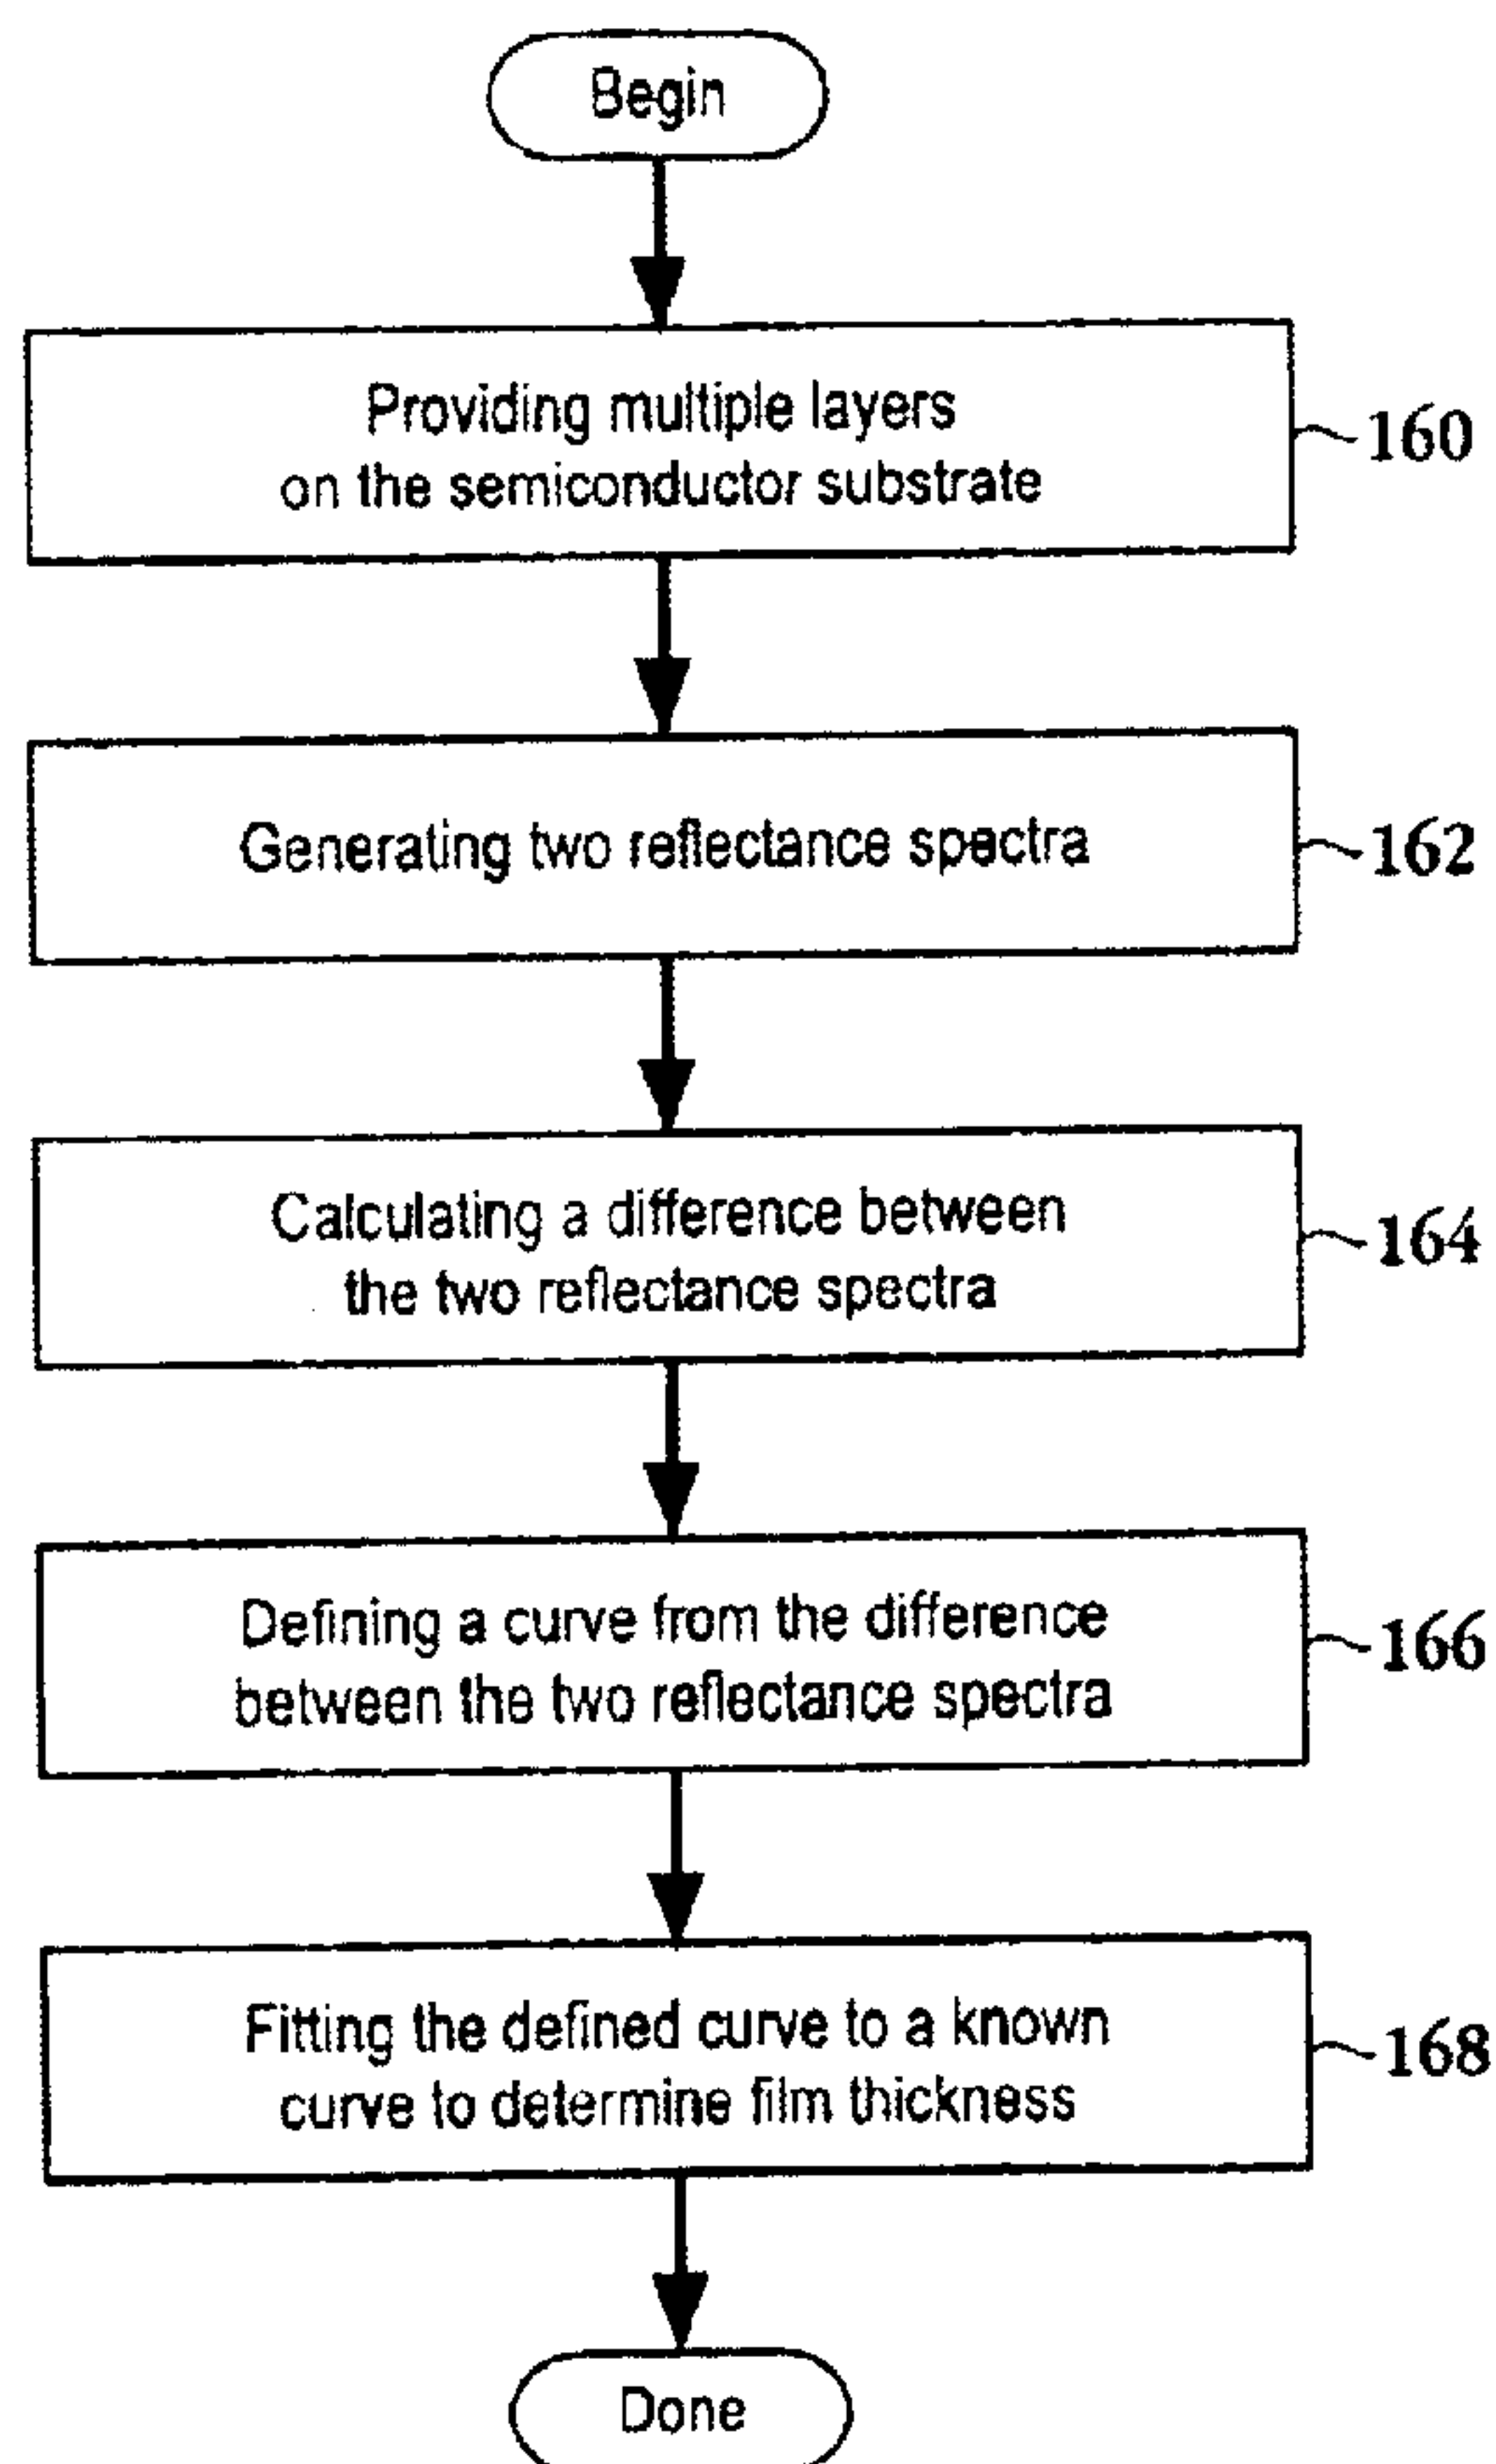 Begin
Providing multiple layers
on the semiconductor substrate
160
Generating two reflectance spectra
162
Calculating a difference between
the two reflectance spectra
164
Defining a curve from the difference
between the two reflectance spectra
166
Fitting the defined curve to a known
curve to determine film thickness
168
Done